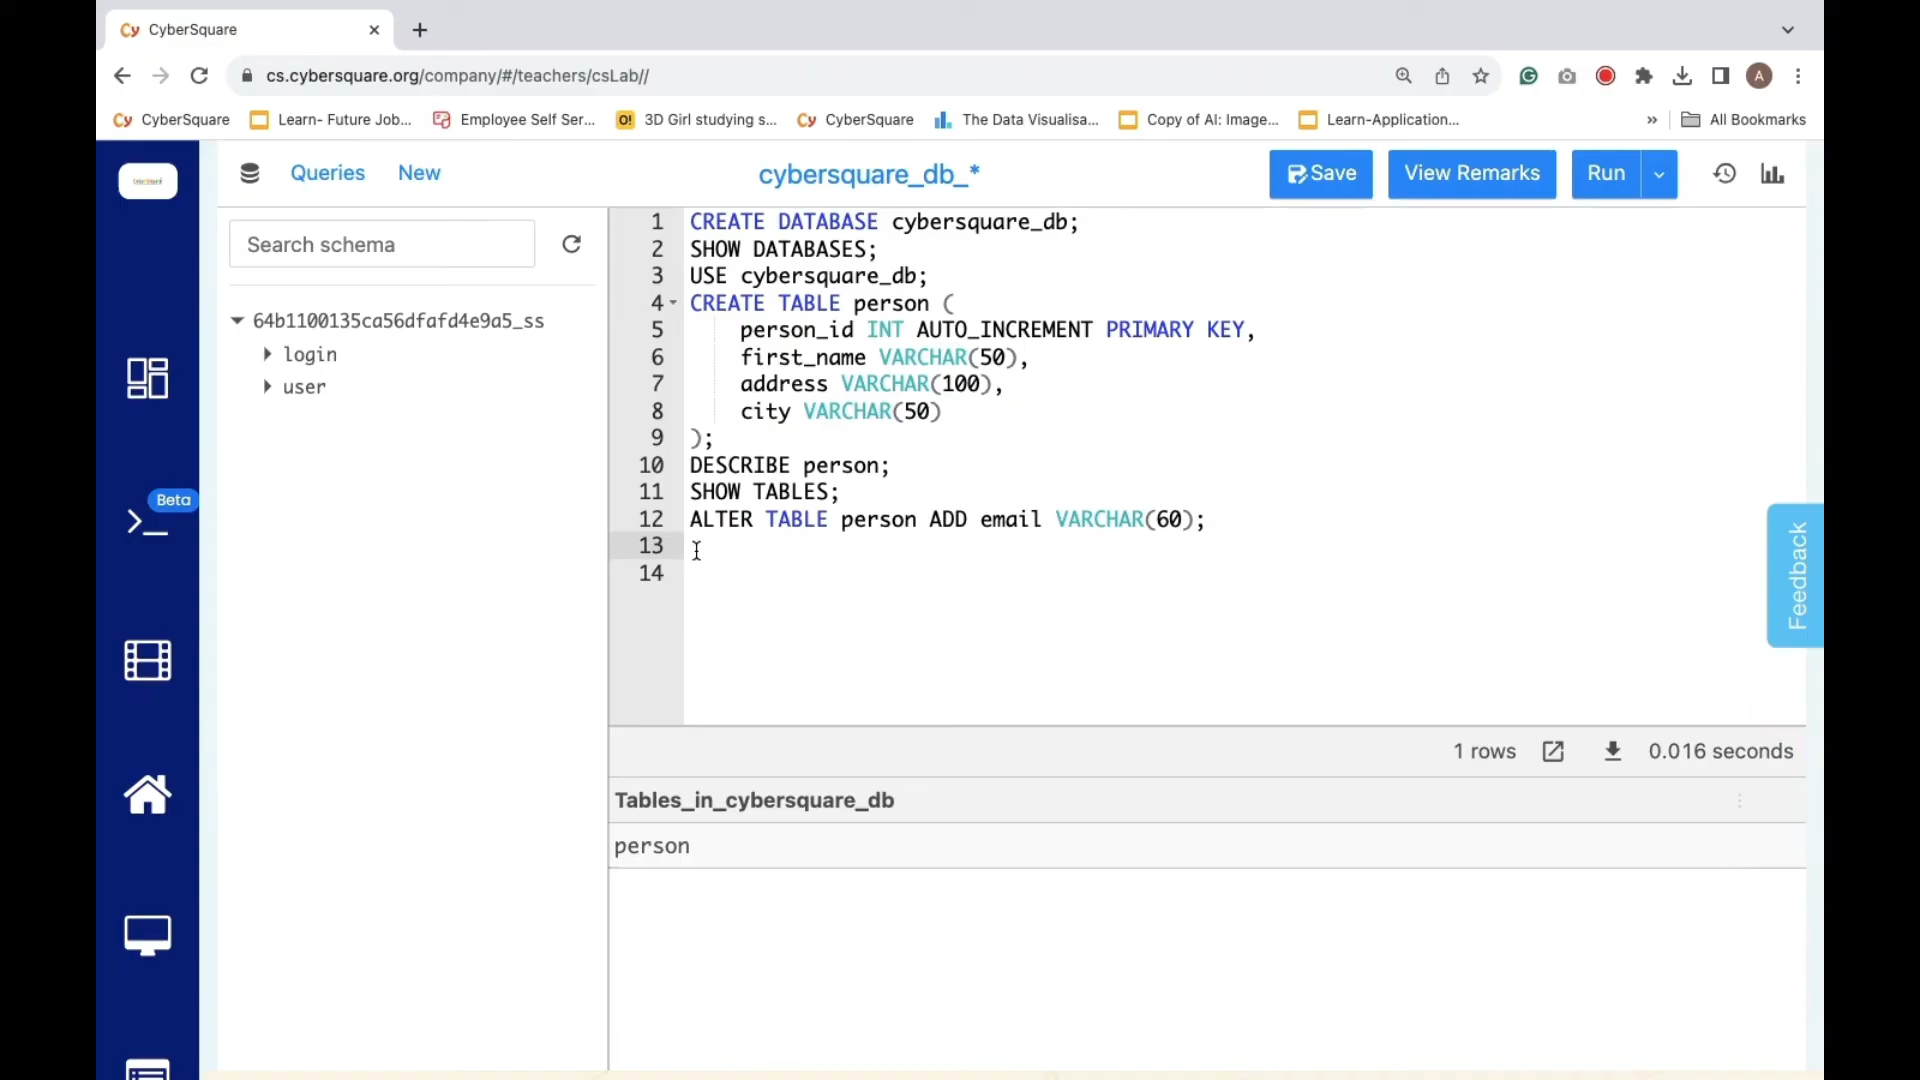 CyberSquare
cs.cybersquare.org/company/#/teachers/csLab//
A
CyberSquare
Learn- Future Job...
Employee Self Ser...
3D Girl studying s...
CyberSquare
The Data Visualisa...
Copy of AI: Image...
Learn-Application...
»
All Bookmarks
Queries
New
cybersquare_db_*
Save
View Remarks
Run
Search schema
64b1100135ca56dfafd4e9a5_ss
login
user
Beta
1 CREATE DATABASE cybersquare_db;
2 SHOW DATABASES;
3 USE cybersquare_db;
4 CREATE TABLE person (
5 person_id INT AUTO_INCREMENT PRIMARY KEY,
6 first_name VARCHAR(50),
7 address VARCHAR(100),
8 city VARCHAR(50)
9 );
10 DESCRIBE person;
11 SHOW TABLES;
12 ALTER TABLE person ADD email VARCHAR(60);
13
14
Feedback
1 rows
0.016 seconds
Tables_in_cybersquare_db
person